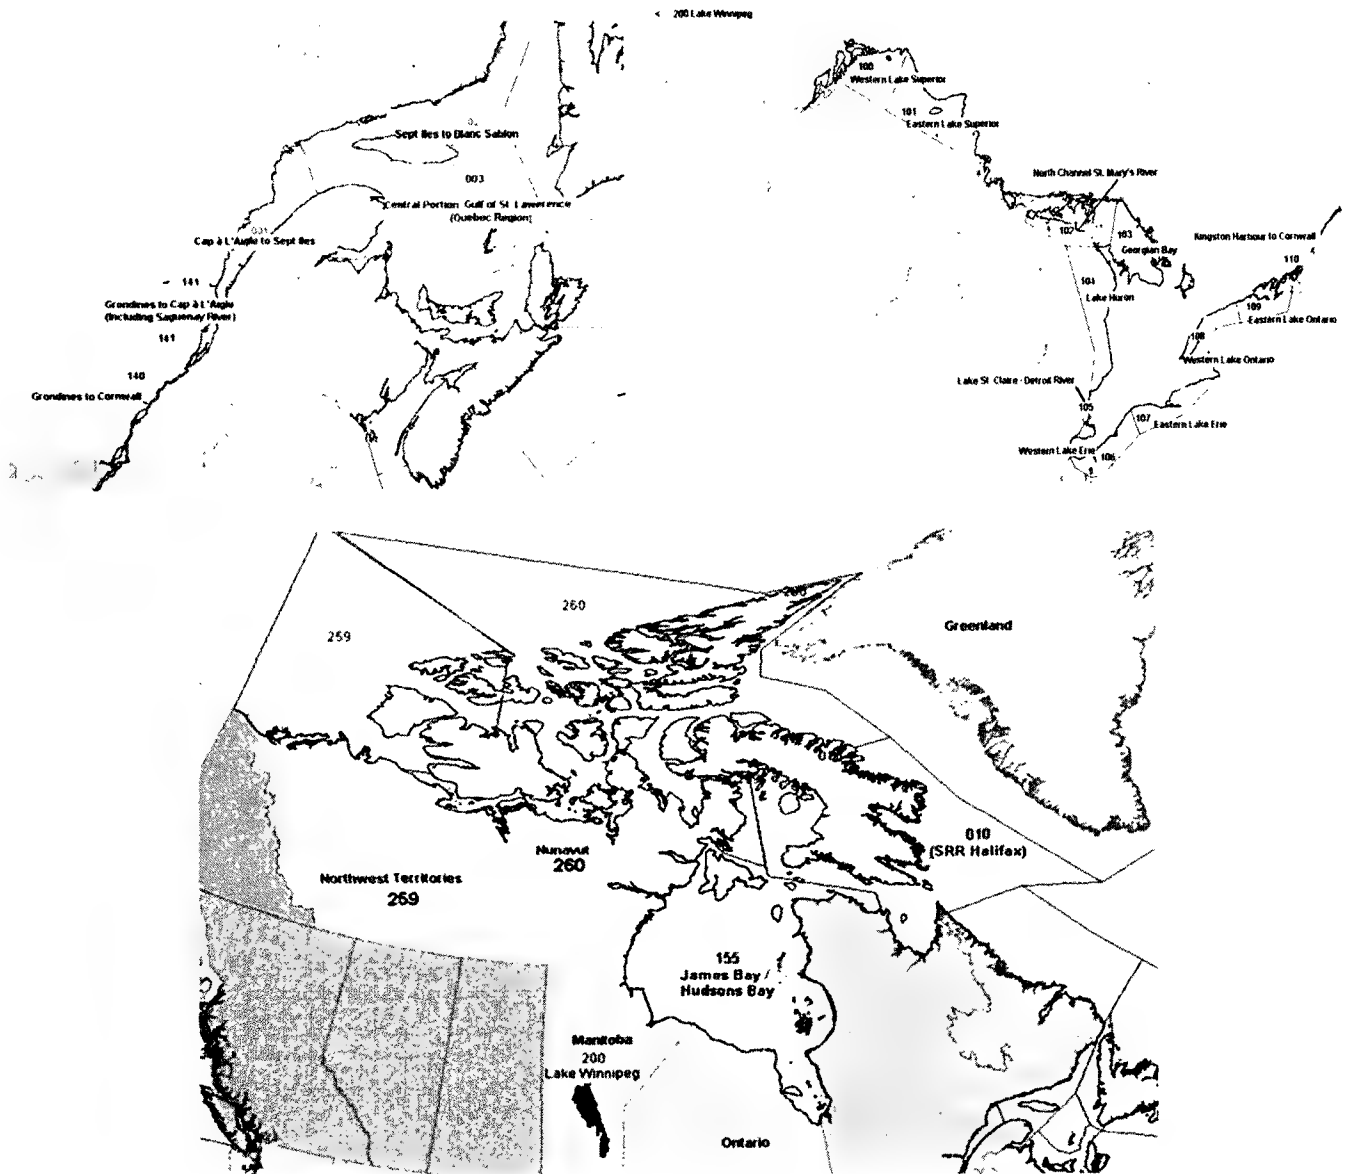 < 200 Lake Winnipeg
Sept Iles to Blanc Sablon
003
Central Portion Gulf of St. Lawerence
(Quebec Region)
001
Cap à L'Aigle to Sept Iles
141
Grondines to Cap à L'Aigle
(Including Saguenay River)
141
140
Grondines to Cornwall
100
Western Lake Superior
101
Eastern Lake Superior
North Channel St. Mary's River
102
103
Georgian Bay
Kingston Harbour to Cornwall
110
104
Lake Huron
109
Eastern Lake Ontario
108
Western Lake Ontario
Lake St. Claire - Detroit River
105
107
Eastern Lake Erie
Western Lake Erie
106
260
260
259
Greenland
010
(SRR Halifax)
Nunavut
260
Northwest Territories
259
155
James Bay /
Hudsons Bay
Manitoba
200
Lake Winnipeg
Ontario